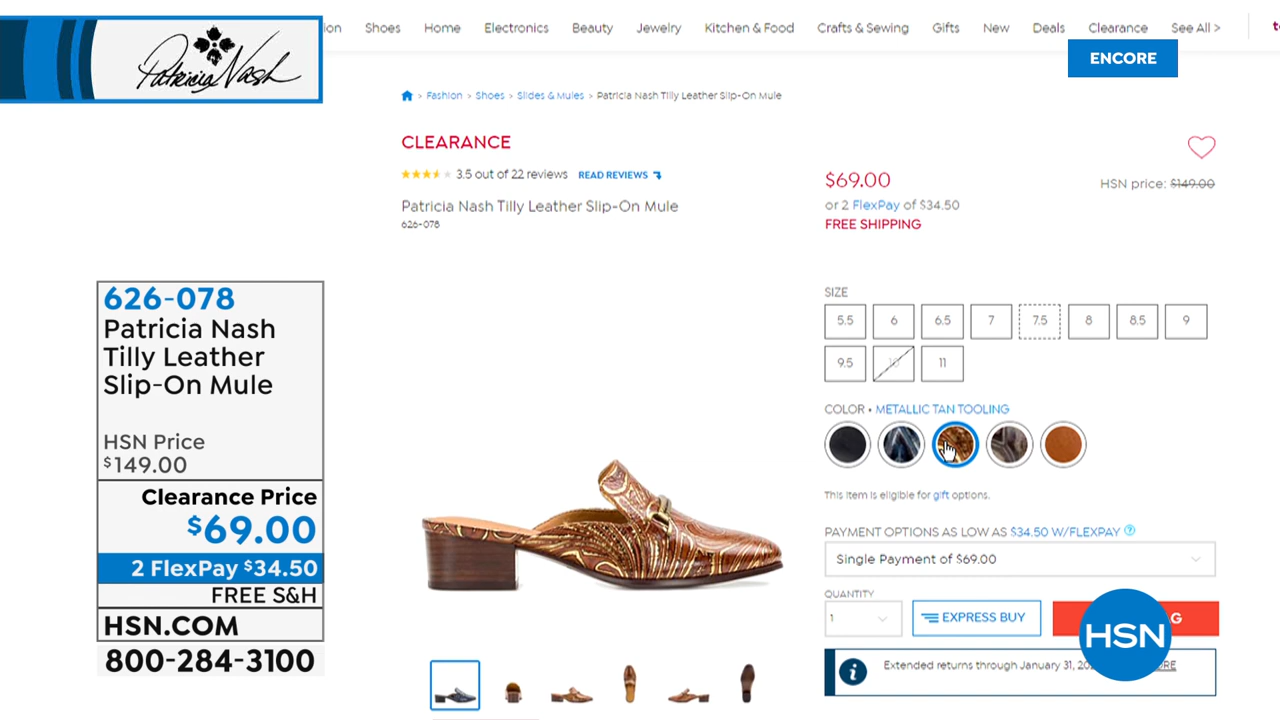 Patricia Nash
ion Shoes Home Electronics Beauty Jewelry Kitchen & Food Crafts & Sewing Gifts New Deals Clearance See All >
ENCORE
> Fashion > Shoes > Slides & Mules > Patricia Nash Tilly Leather Slip-On Mule
CLEARANCE
3.5 out of 22 reviews READ REVIEWS
Patricia Nash Tilly Leather Slip-On Mule
626-078
$69.00
HSN price: $149.00
or 2 FlexPay of $34.50
FREE SHIPPING
SIZE
5.5 6 6.5 7 7.5 8 8.5 9
9.5 10 11
COLOR • METALLIC TAN TOOLING
This item is eligible for gift options.
PAYMENT OPTIONS AS LOW AS $34.50 W/FLEXPAY ?
Single Payment of $69.00
QUANTITY
1
EXPRESS BUY
G
HSN
Extended returns through January 31, 20
RE
626-078
Patricia Nash
Tilly Leather
Slip-On Mule
HSN Price
$149.00
Clearance Price
$69.00
2 FlexPay $34.50
FREE S&H
HSN.COM
800-284-3100